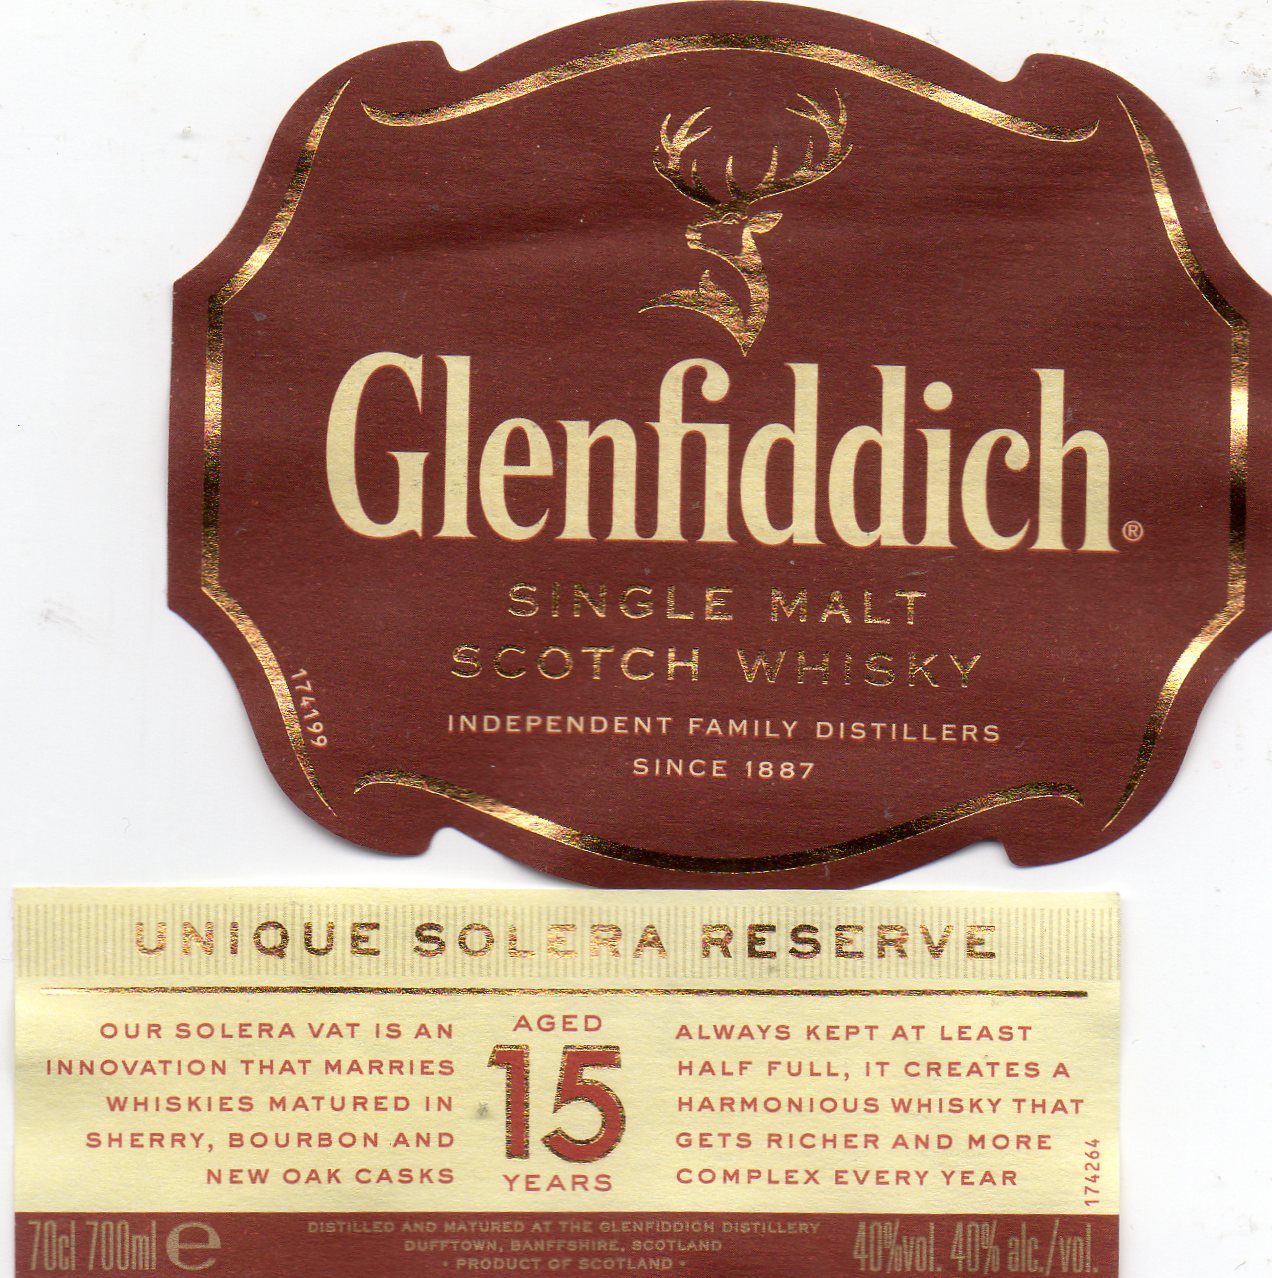 Glenfiddich®
SINGLE MALT
SCOTCH WHISKY
INDEPENDENT FAMILY DISTILLERS
SINCE 1887
174199
UNIQUE SOLERA RESERVE
OUR SOLERA VAT IS AN
INNOVATION THAT MARRIES
WHISKIES MATURED IN
SHERRY, BOURBON AND
NEW OAK CASKS
AGED
15
YEARS
ALWAYS KEPT AT LEAST
HALF FULL, IT CREATES A
HARMONIOUS WHISKY THAT
GETS RICHER AND MORE
COMPLEX EVERY YEAR
174264
70cl 700ml e
DISTILLED AND MATURED AT THE GLENFIDDICH DISTILLERY
DUFFTOWN, BANFFSHIRE, SCOTLAND
• PRODUCT OF SCOTLAND •
40%vol. 40% alc./vol.